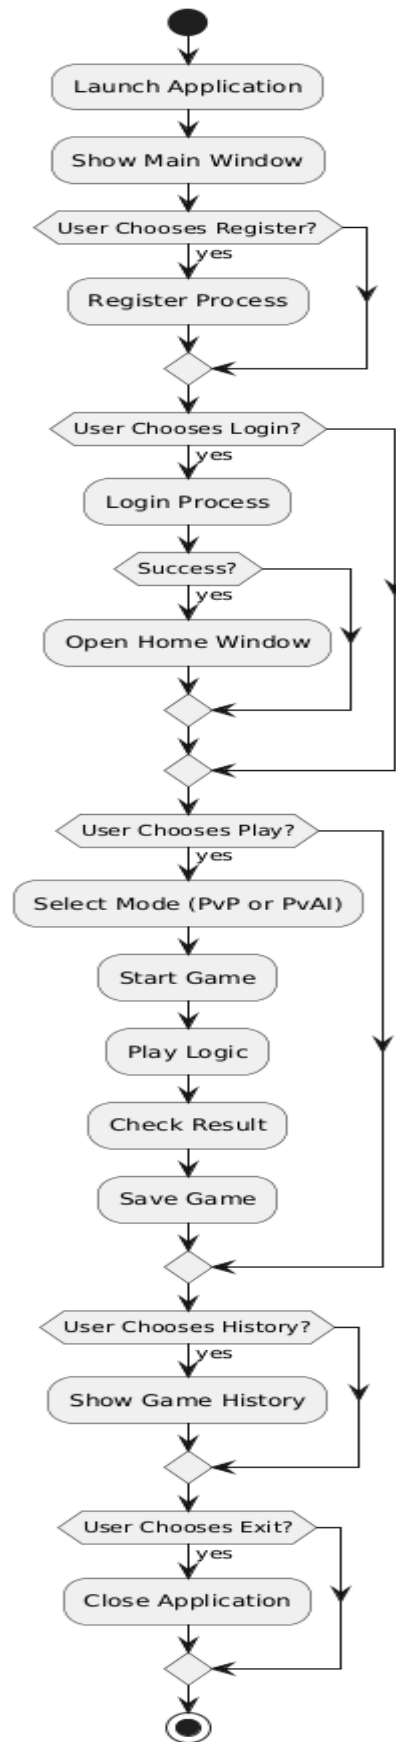 Launch Application
Show Main Window
User Chooses Register?
yes
Register Process
User Chooses Login?
yes
Login Process
Success?
yes
Open Home Window
User Chooses Play?
yes
Select Mode (PvP or PvAI)
Start Game
Play Logic
Check Result
Save Game
User Chooses History?
yes
Show Game History
User Chooses Exit?
yes
Close Application